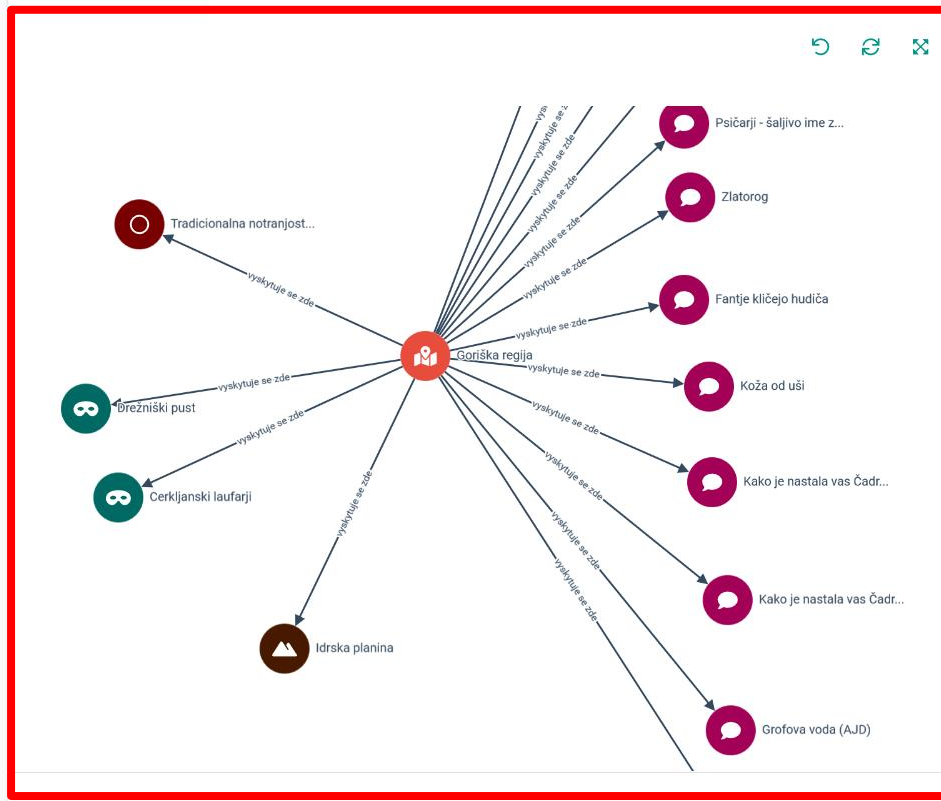 vyskytuje se zde
vyskytuje se zde
vyskytuje se zde
Psičarji - šaljivo ime z...
vyskytuje se zde
Zlatorog
vyskytuje se zde
Tradicionalna notranjost...
vyskytuje se zde
Fantje kličejo hudiča
vyskytuje se zde
Goriška regija
vyskytuje se zde
Koža od uši
vyskytuje se zde
Drežniški pust
vyskytuje se zde
vyskytuje se zde
Kako je nastala vas Čadr...
Cerkljanski laufarji
vyskytuje se zde
vyskytuje se zde
vyskytuje se zde
Kako je nastala vas Čadr...
vyskytuje se zde
Idrska planina
Grofova voda (AJD)